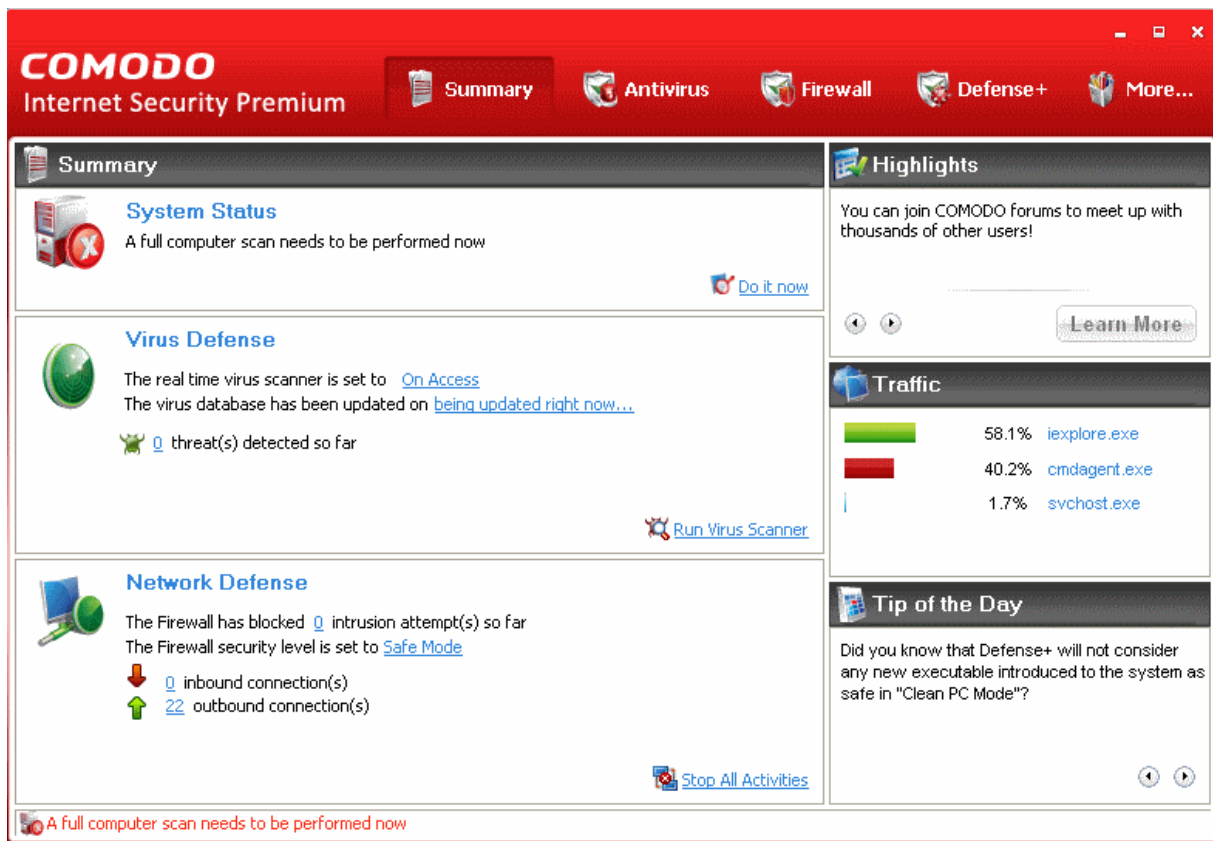 COMODO
Internet Security Premium
Summary
Antivirus
Firewall
Defense+
More...
Summary
System Status
A full computer scan needs to be performed now
Do it now
Virus Defense
The real time virus scanner is set to On Access
The virus database has been updated on being updated right now...
0 threat(s) detected so far
Run Virus Scanner
Network Defense
The Firewall has blocked 0 intrusion attempt(s) so far
The Firewall security level is set to Safe Mode
0 inbound connection(s)
22 outbound connection(s)
Stop All Activities
Highlights
You can join COMODO forums to meet up with
thousands of other users!
Learn More
Traffic
58.1% iexplore.exe
40.2% cmdagent.exe
1.7% svchost.exe
Tip of the Day
Did you know that Defense+ will not consider
any new executable introduced to the system as
safe in "Clean PC Mode"?
A full computer scan needs to be performed now